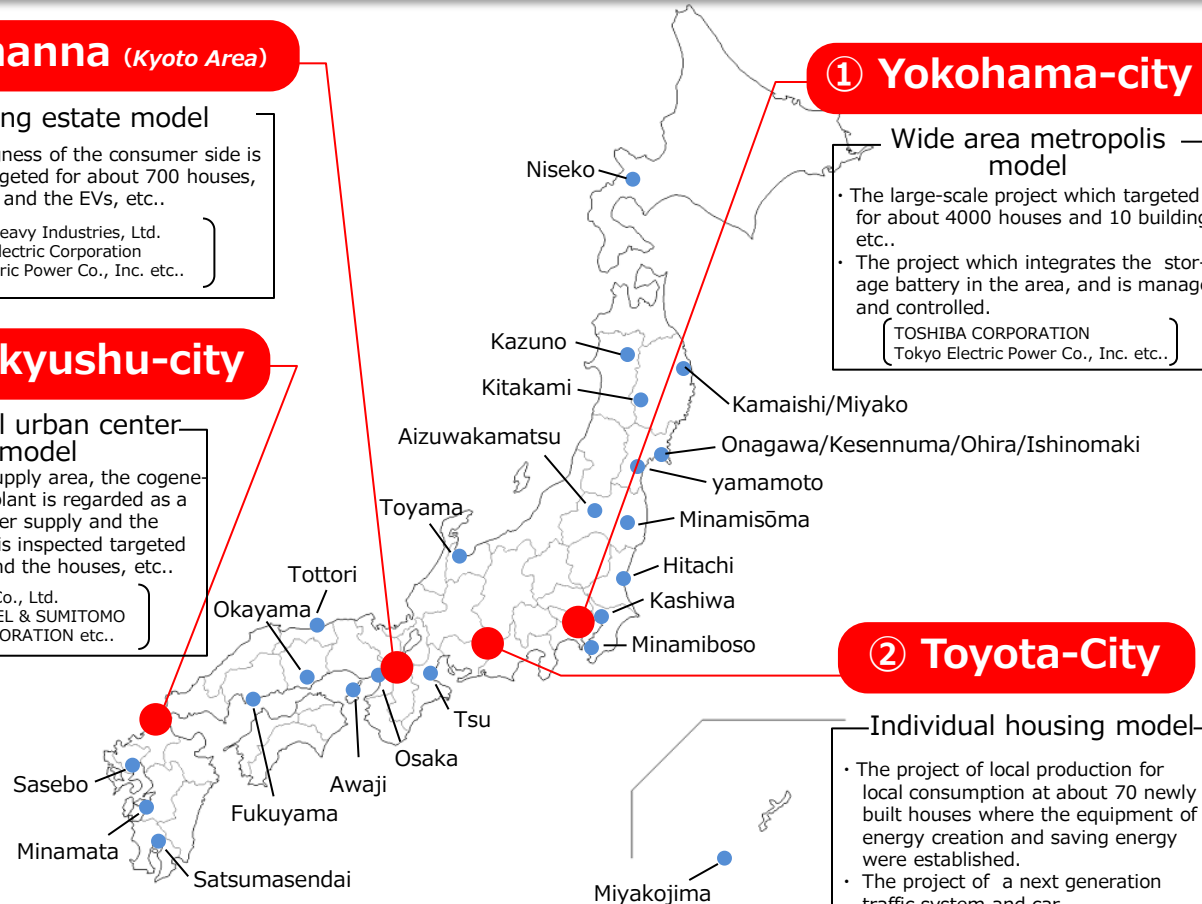 anna (Kyoto Area)
ng estate model
gness of the consumer side is
geted for about 700 houses,
and the EVs, etc..
eavy Industries, Ltd.
lectric Corporation
ric Power Co., Inc. etc..
kyushu-city
l urban center
model
upply area, the cogene-
plant is regarded as a
er supply and the
is inspected targeted
nd the houses, etc..
Co., Ltd.
EL & SUMITOMO
ORATION etc..
① Yokohama-city
Wide area metropolis
model
・The large-scale project which targeted
for about 4000 houses and 10 building
etc..
・The project which integrates the stor-
age battery in the area, and is manage
and controlled.
TOSHIBA CORPORATION
Tokyo Electric Power Co., Inc. etc..
Niseko
Kazuno
Kitakami
Kamaishi/Miyako
Aizuwakamatsu
Onagawa/Kesennuma/Ohira/Ishinomaki
yamamoto
Toyama
Minamisōma
Hitachi
Tottori
Kashiwa
Okayama
Minamiboso
Tsu
Osaka
Awaji
Fukuyama
Sasebo
Minamata
Satsumasendai
Miyakojima
② Toyota-City
Individual housing model
・The project of local production for
local consumption at about 70 newly
built houses where the equipment of
energy creation and saving energy
were established.
・The project of a next generation
traffic system and car